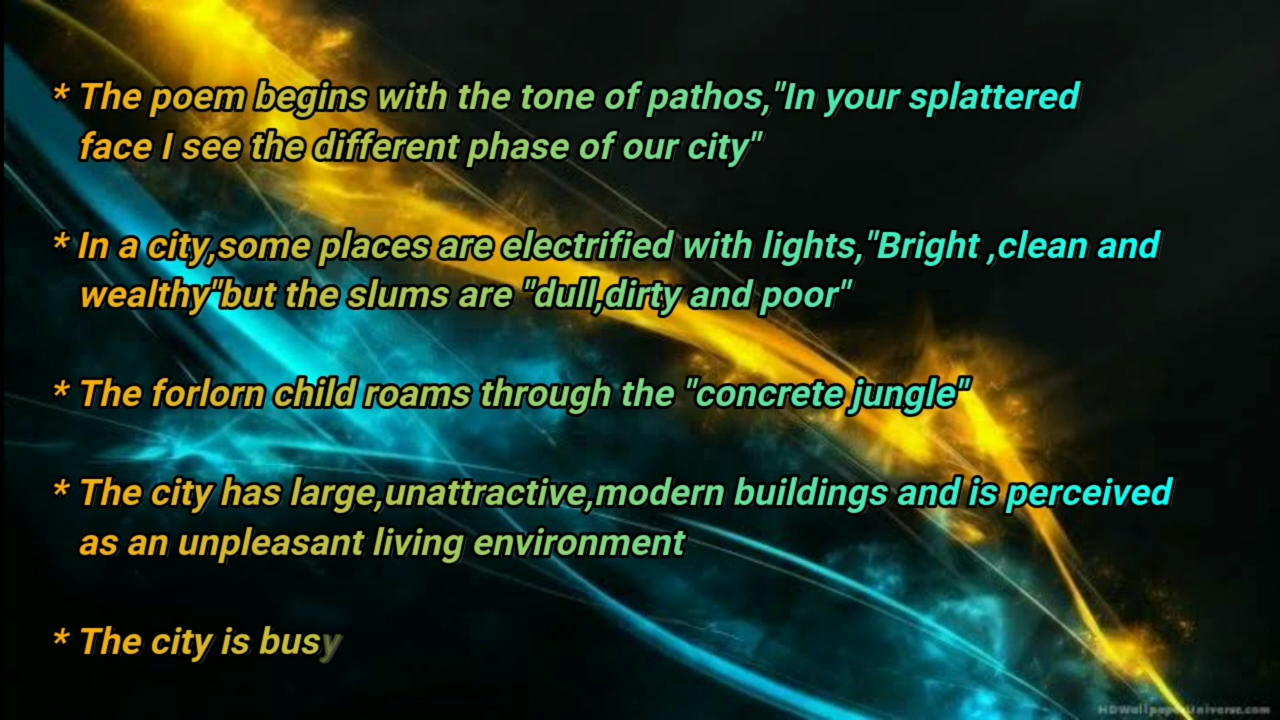 * The poem begins with the tone of pathos,"In your splattered
face I see the different phase of our city"
* In a city,some places are electrified with lights,"Bright ,clean and
wealthy"but the slums are "dull,dirty and poor"
* The forlorn child roams through the "concrete jungle"
* The city has large,unattractive,modern buildings and is perceived
as an unpleasant living environment
* The city is busy
HDWallpaperUniverse.com